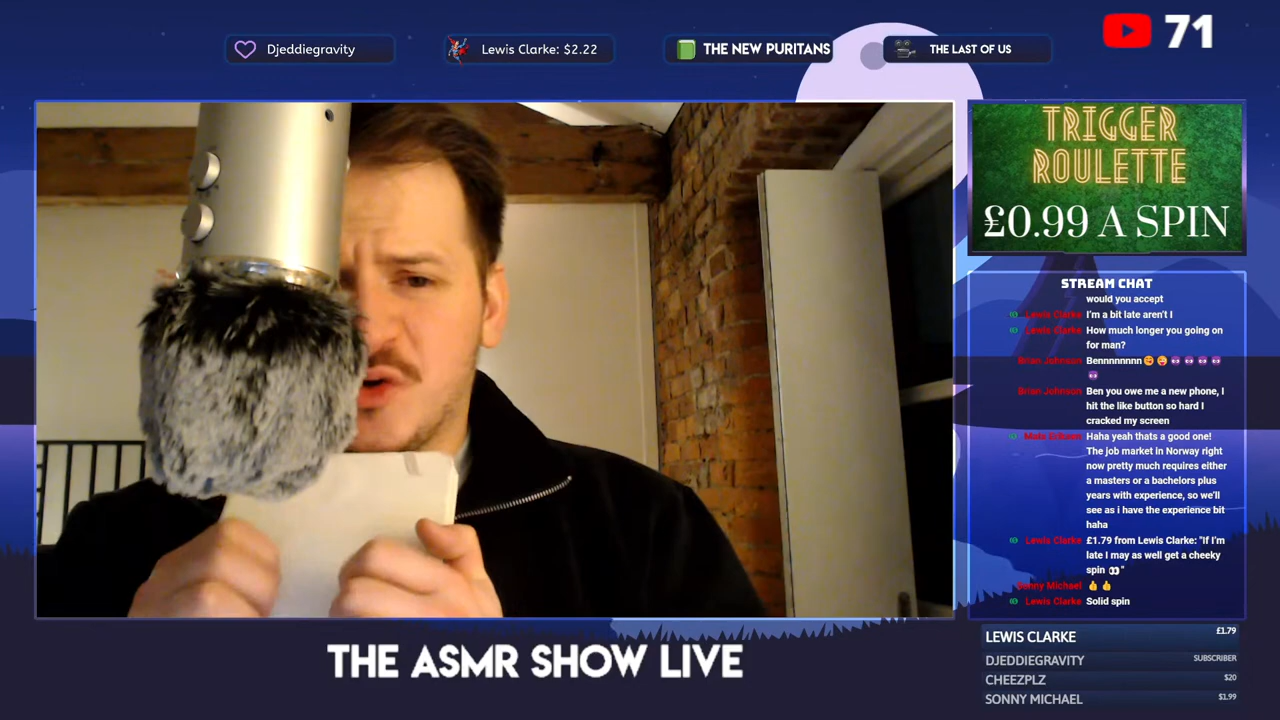 Djeddiegravity
Lewis Clarke: $2.22
THE NEW PURITANS
THE LAST OF US
71
TRIGGER
ROULETTE
£0.99 A SPIN
STREAM CHAT
would you accept
Lewis Clarke I'm a bit late aren't I
Lewis Clarke How much longer you going on
for man?
Brian Johnson Bennnnnnnn😋😜👿👿👿👿
👿
Brian Johnson Ben you owe me a new phone, I
hit the like button so hard I
cracked my screen
Haha yeah thats a good one!
The job market in Norway right
now pretty much requires either
a masters or a bachelors plus
years with experience, so we'll
see as i have the experience bit
haha
Lewis Clarke £1.79 from Lewis Clarke: "If I'm
late I may as well get a cheeky
spin 👀"
Sonny Michael 👍👍
Lewis Clarke Solid spin
THE ASMR SHOW LIVE
LEWIS CLARKE £1.79
DJEDDIEGRAVITY SUBSCRIBER
CHEEZPLZ $20
SONNY MICHAEL $1.99